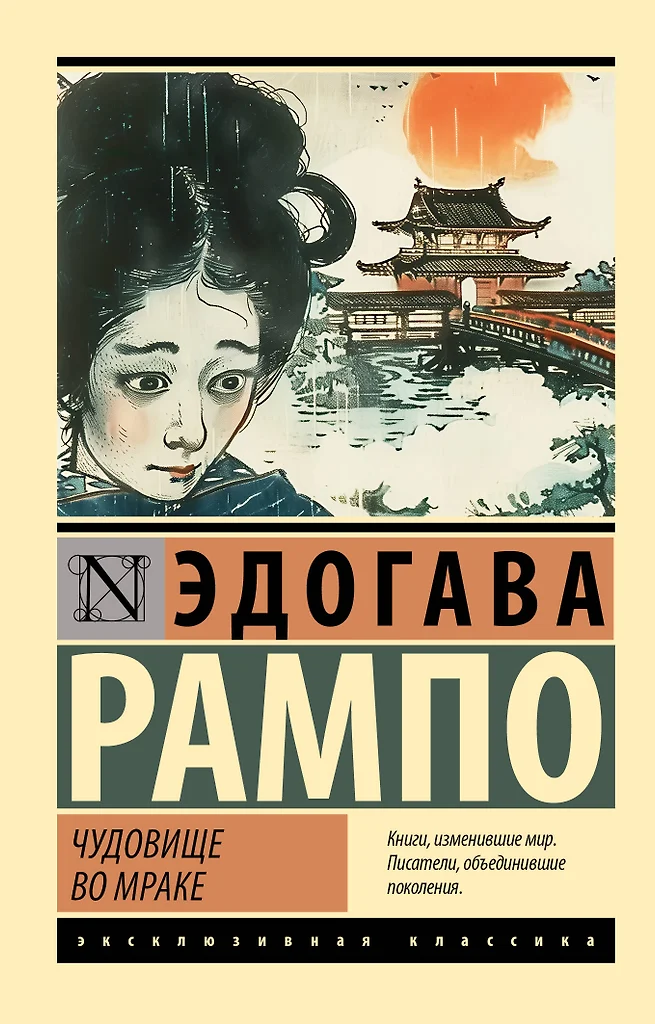 N
ЭДОГАВА
РАМПО
ЧУДОВИЩЕ
ВО МРАКЕ
Книги, изменившие мир.
Писатели, объединившие
поколения.
эксклюзивная классика